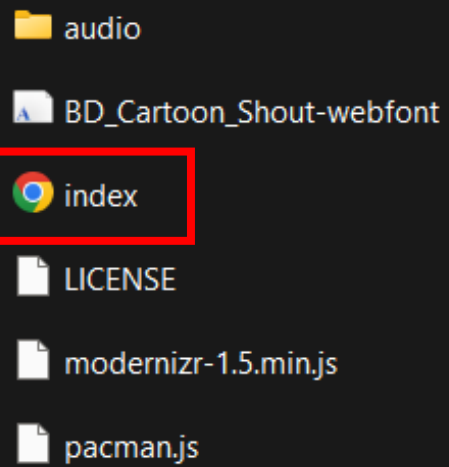 audio
BD_Cartoon_Shout-webfont
index
LICENSE
modernizr-1.5.min.js
pacman.js